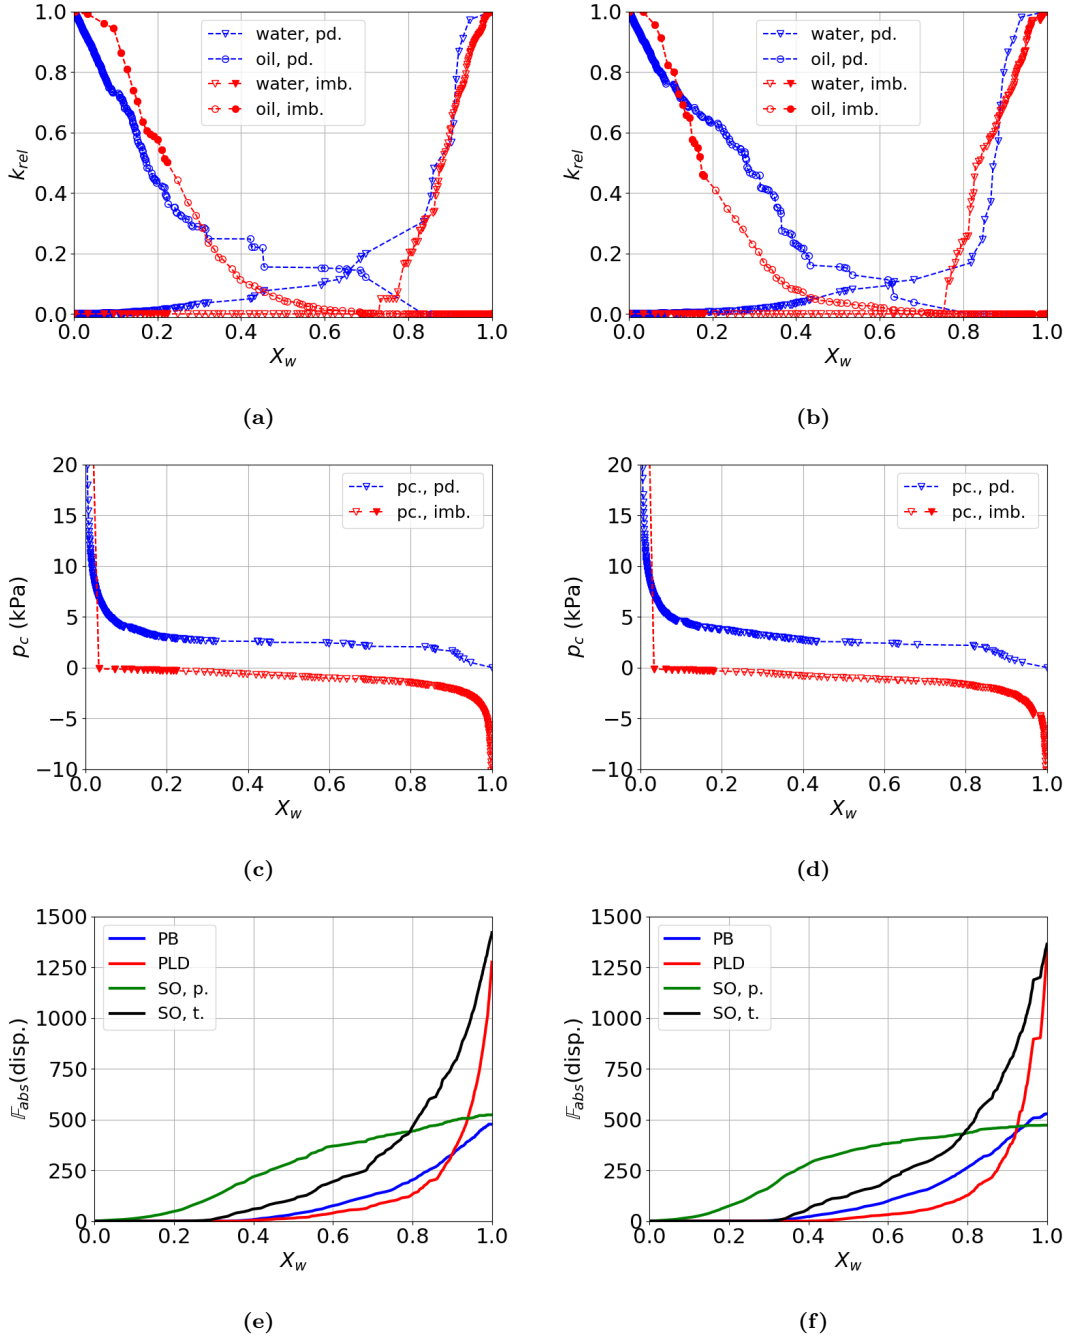 1.0
0.8
0.6
0.4
0.2
0.0
k_rel
water, pd.
oil, pd.
water, imb.
oil, imb.
0.0 0.2 0.4 0.6 0.8 1.0
X_w
(a)
1.0
0.8
0.6
0.4
0.2
0.0
k_rel
water, pd.
oil, pd.
water, imb.
oil, imb.
0.0 0.2 0.4 0.6 0.8 1.0
X_w
(b)
20
15
10
5
0
−5
−10
p_c (kPa)
pc., pd.
pc., imb.
0.0 0.2 0.4 0.6 0.8 1.0
X_w
(c)
20
15
10
5
0
−5
−10
p_c (kPa)
pc., pd.
pc., imb.
0.0 0.2 0.4 0.6 0.8 1.0
X_w
(d)
1500
1250
1000
750
500
250
0
𝔽_abs(disp.)
PB
PLD
SO, p.
SO, t.
0.0 0.2 0.4 0.6 0.8 1.0
X_w
(e)
1500
1250
1000
750
500
250
0
𝔽_abs(disp.)
PB
PLD
SO, p.
SO, t.
0.0 0.2 0.4 0.6 0.8 1.0
X_w
(f)